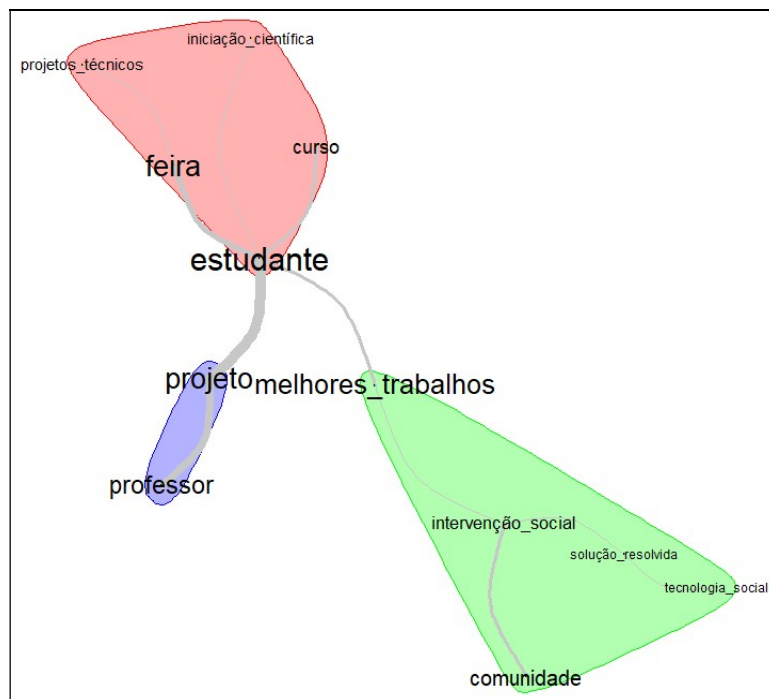 iniciação_científica
projetos_técnicos
curso
feira
estudante
projeto
melhores_trabalhos
professor
intervenção_social
solução_resolvida
tecnologia_social
comunidade